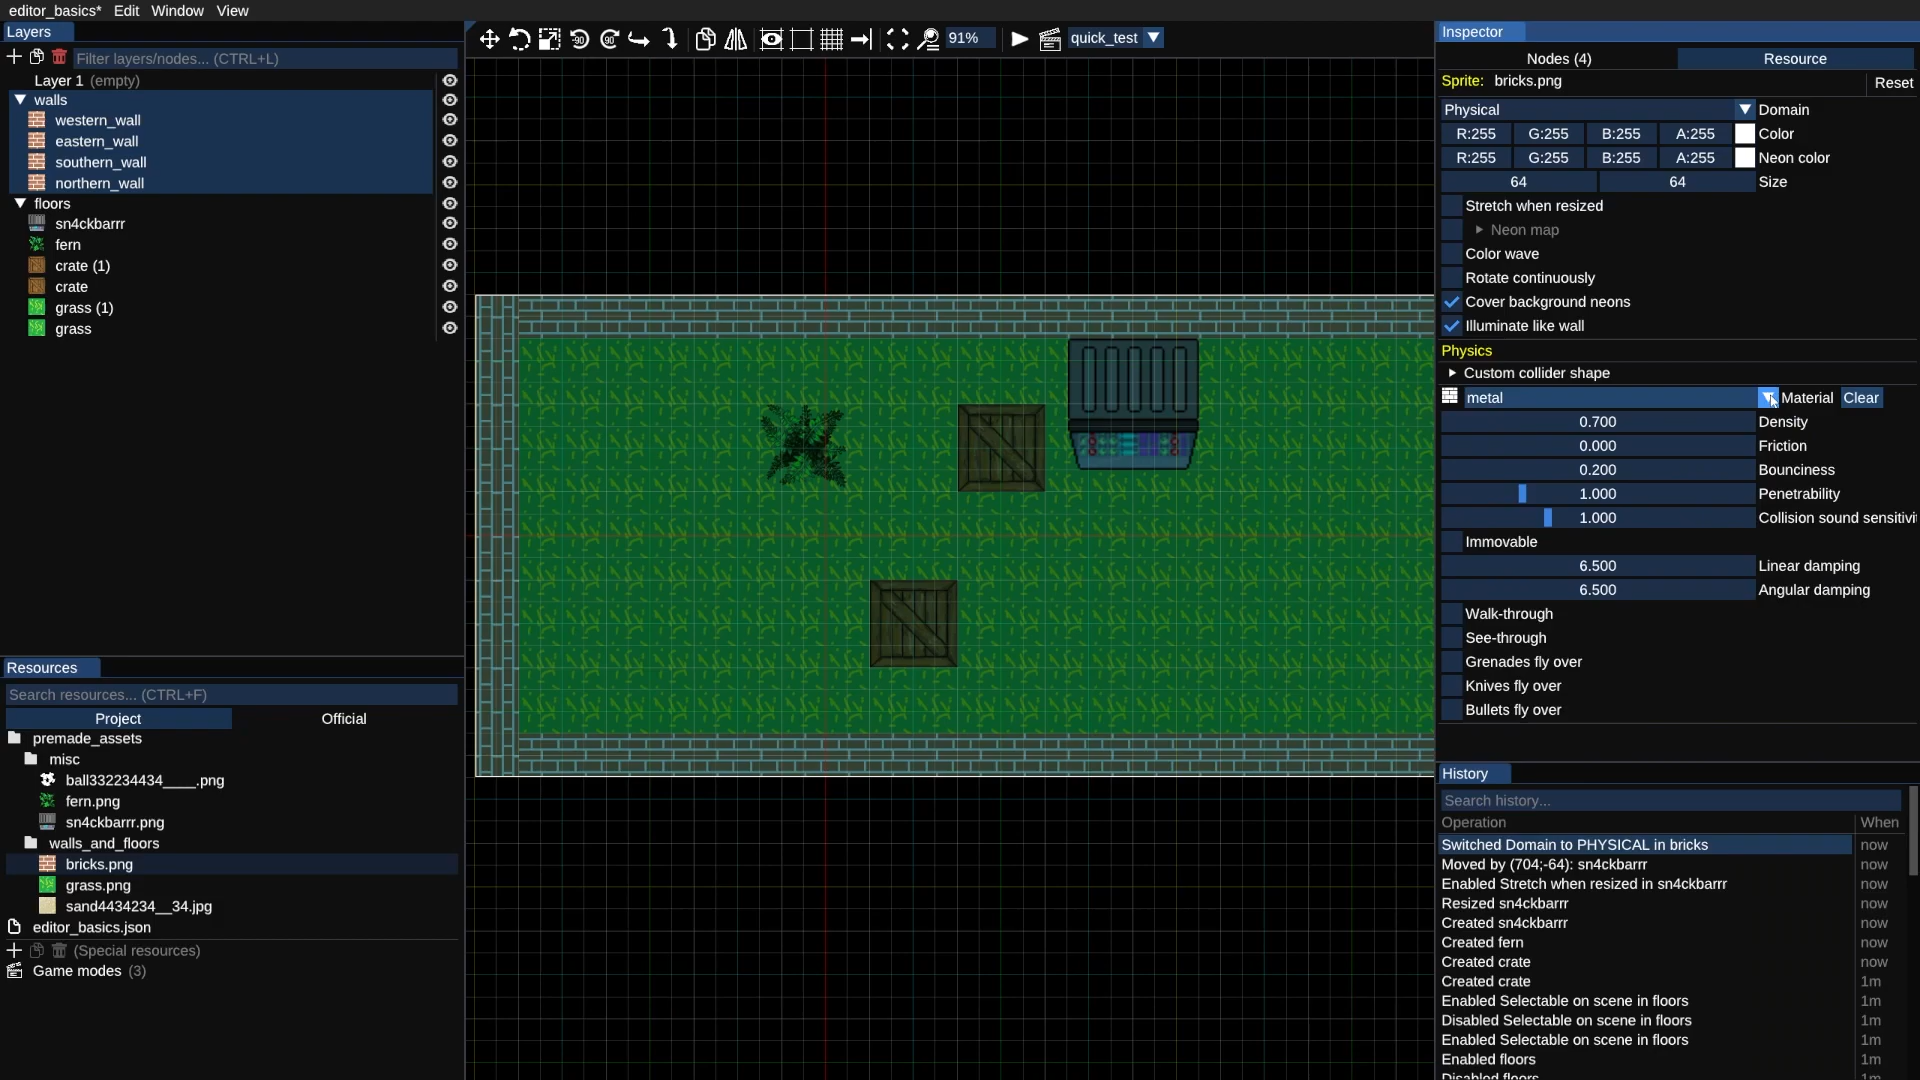 editor_basics* Edit Window View
Layers
Filter layers/nodes... (CTRL+L)
Layer 1 (empty)
walls
western_wall
eastern_wall
southern_wall
northern_wall
floors
sn4ckbarrr
fern
crate (1)
crate
grass (1)
grass
Resources
Search resources... (CTRL+F)
Project Official
premade_assets
misc
ball332234434____.png
fern.png
sn4ckbarrr.png
walls_and_floors
bricks.png
grass.png
sand4434234__34.jpg
editor_basics.json
(Special resources)
Game modes (3)
90 90 91% quick_test
Inspector
Nodes (4) Resource
Sprite: bricks.png Reset
Physical Domain
R:255 G:255 B:255 A:255 Color
R:255 G:255 B:255 A:255 Neon color
64 64 Size
Stretch when resized
Neon map
Color wave
Rotate continuously
Cover background neons
Illuminate like wall
Physics
Custom collider shape
metal Material Clear
0.700 Density
0.000 Friction
0.200 Bounciness
1.000 Penetrability
1.000 Collision sound sensitivi
Immovable
6.500 Linear damping
6.500 Angular damping
Walk-through
See-through
Grenades fly over
Knives fly over
Bullets fly over
History
Search history...
Operation When
Switched Domain to PHYSICAL in bricks now
Moved by (704;-64): sn4ckbarrr now
Enabled Stretch when resized in sn4ckbarrr now
Resized sn4ckbarrr now
Created sn4ckbarrr now
Created fern now
Created crate now
Created crate 1m
Enabled Selectable on scene in floors 1m
Disabled Selectable on scene in floors 1m
Enabled Selectable on scene in floors 1m
Enabled floors 1m
Disabled floors 1m